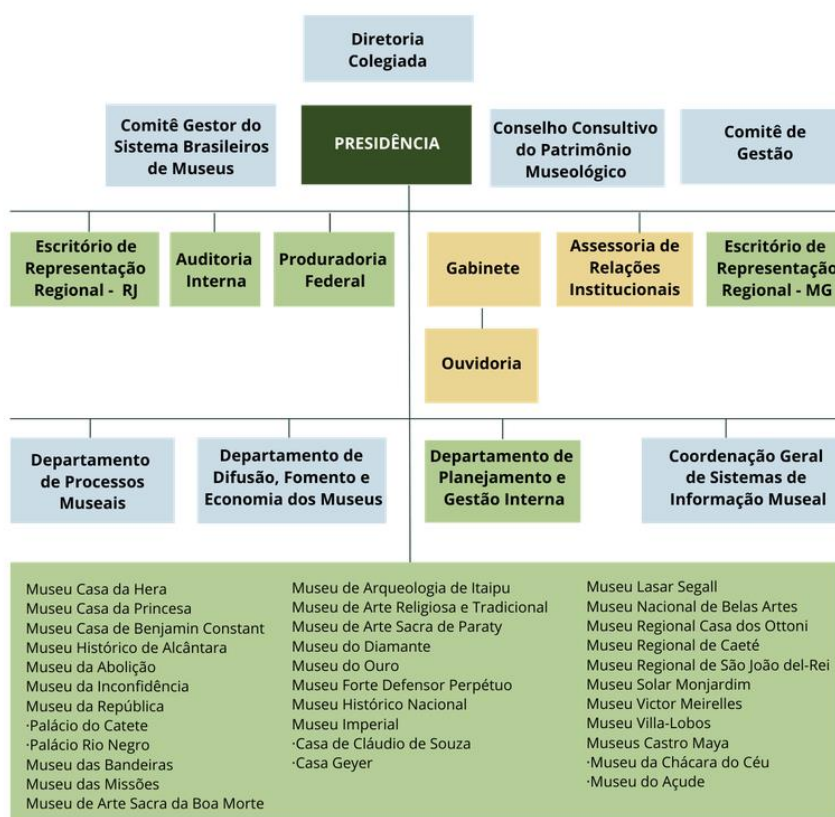 Diretoria
Colegiada
Comitê Gestor do
Sistema Brasileiros
de Museus
PRESIDÊNCIA
Conselho Consultivo
do Patrimônio
Museológico
Comitê de
Gestão
Escritório de
Representação
Regional - RJ
Auditoria
Interna
Produradoria
Federal
Gabinete
Assessoria de
Relações
Institucionais
Escritório de
Representação
Regional - MG
Ouvidoria
Departamento
de Processos
Museais
Departamento de
Difusão, Fomento e
Economia dos Museus
Departamento de
Planejamento e
Gestão Interna
Coordenação Geral
de Sistemas de
Informação Museal
Museu Casa da Hera
Museu Casa da Princesa
Museu Casa de Benjamin Constant
Museu Histórico de Alcântara
Museu da Abolição
Museu da Inconfidência
Museu da República
·Palácio do Catete
·Palácio Rio Negro
Museu das Bandeiras
Museu das Missões
Museu de Arte Sacra da Boa Morte
Museu de Arqueologia de Itaipu
Museu de Arte Religiosa e Tradicional
Museu de Arte Sacra de Paraty
Museu do Diamante
Museu do Ouro
Museu Forte Defensor Perpétuo
Museu Histórico Nacional
Museu Imperial
·Casa de Cláudio de Souza
·Casa Geyer
Museu Lasar Segall
Museu Nacional de Belas Artes
Museu Regional Casa dos Ottoni
Museu Regional de Caeté
Museu Regional de São João del-Rei
Museu Solar Monjardim
Museu Victor Meirelles
Museu Villa-Lobos
Museus Castro Maya
·Museu da Chácara do Céu
·Museu do Açude